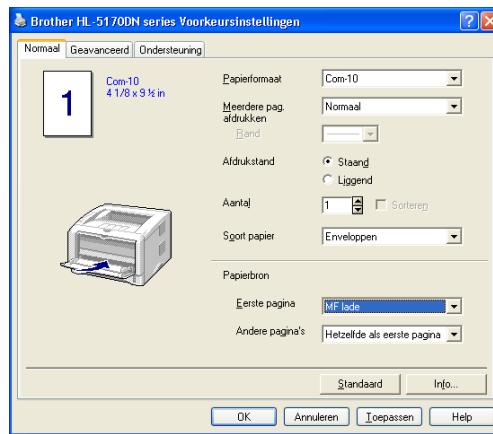 Brother HL-5170DN series Voorkeursinstellingen
Normaal Geavanceerd Ondersteuning
1
Com-10
4 1/8 x 9 ½ in
Papierformaat Com-10
Meerdere pag. afdrukken Normaal
Rand
Afdrukstand Staand
Liggend
Aantal 1 Sorteren
Soort papier Enveloppen
Papierbron
Eerste pagina MF lade
Andere pagina's Hetzelfde als eerste pagina
Standaard Info...
OK Annuleren Toepassen Help